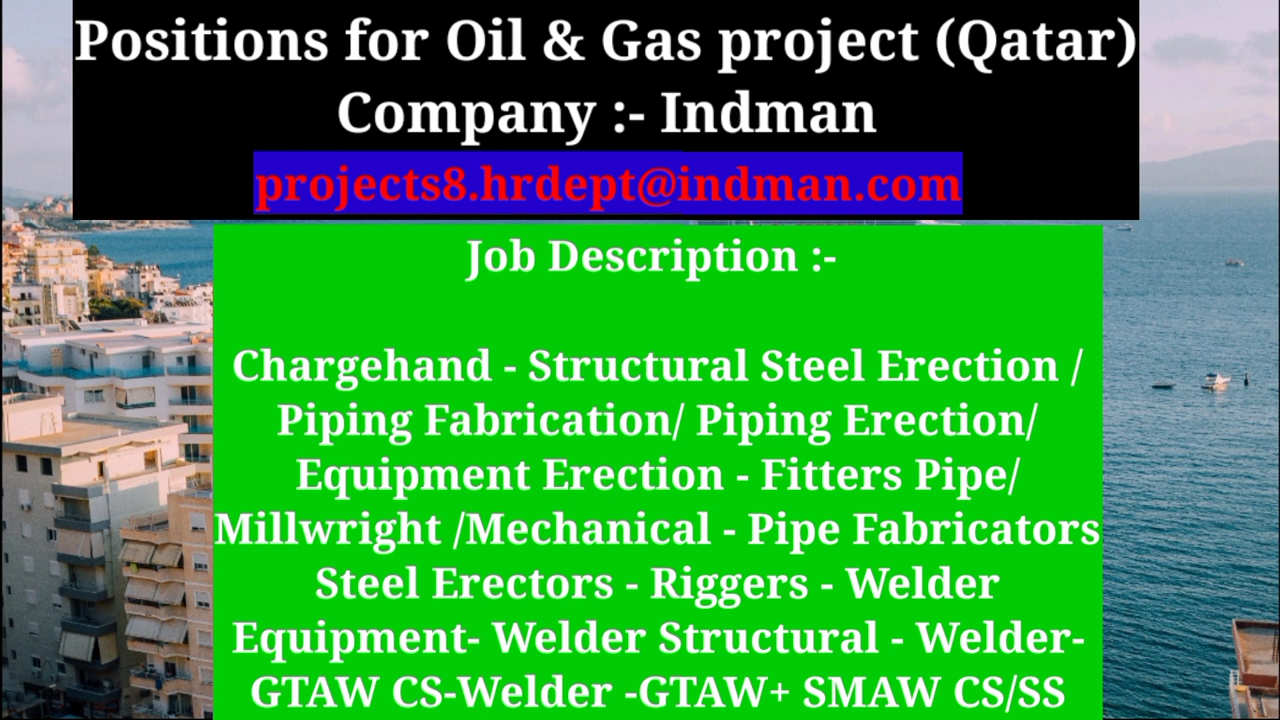 Positions for Oil & Gas project (Qatar)
Company :- Indman
projects8.hrdept@indman.com
Job Description :-
Chargehand - Structural Steel Erection /
Piping Fabrication/ Piping Erection/
Equipment Erection - Fitters Pipe/
Millwright /Mechanical - Pipe Fabricators
Steel Erectors - Riggers - Welder
Equipment- Welder Structural - Welder-
GTAW CS-Welder -GTAW+ SMAW CS/SS